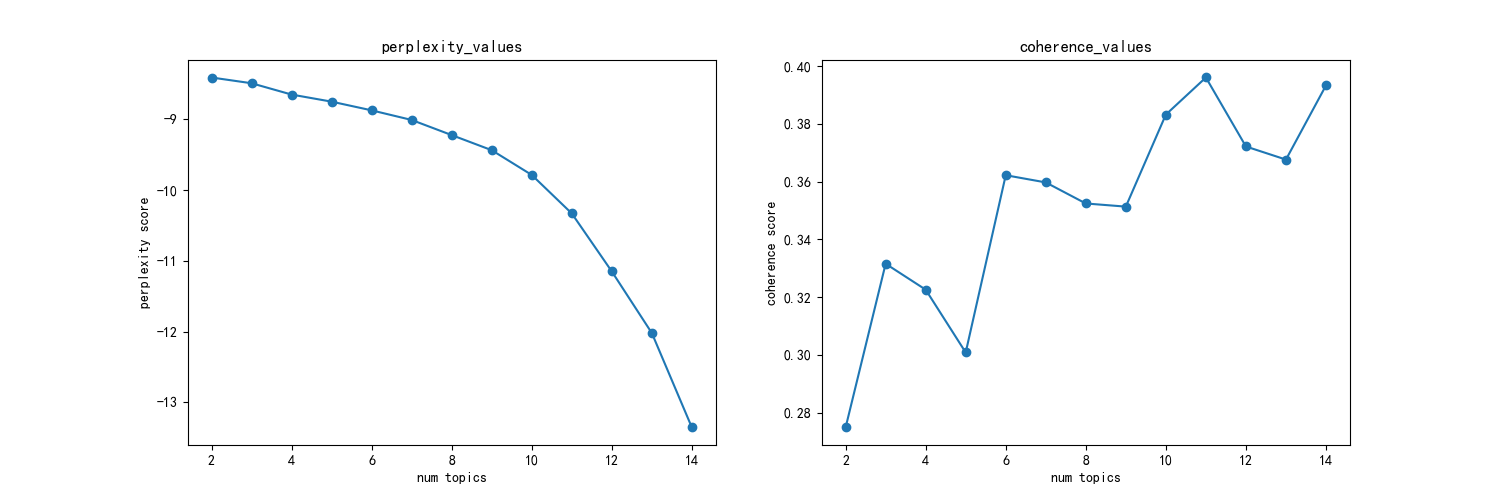 perplexity_values
perplexity score
-9
-10
-11
-12
-13
2 4 6 8 10 12 14
num topics
coherence_values
coherence score
0.40
0.38
0.36
0.34
0.32
0.30
0.28
2 4 6 8 10 12 14
num topics